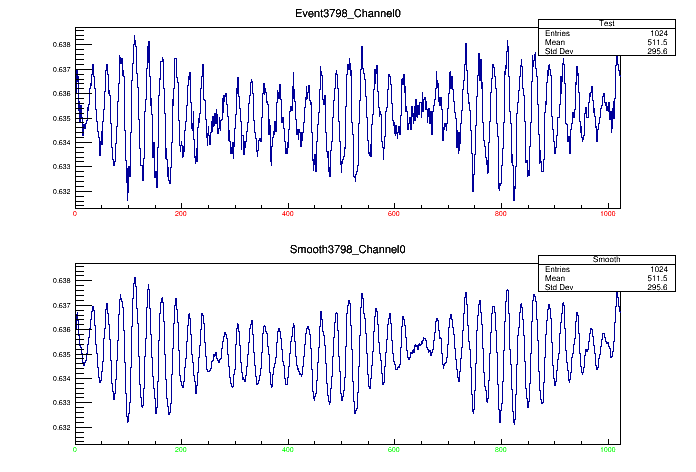 Event3798_Channel0
Test
Entries 1024
Mean 511.5
Std Dev 295.6
0.638
0.637
0.636
0.635
0.634
0.633
0.632
0 200 400 600 800 1000
Smooth3798_Channel0
Smooth
Entries 1024
Mean 511.5
Std Dev 295.6
0.638
0.637
0.636
0.635
0.634
0.633
0.632
0 200 400 600 800 1000